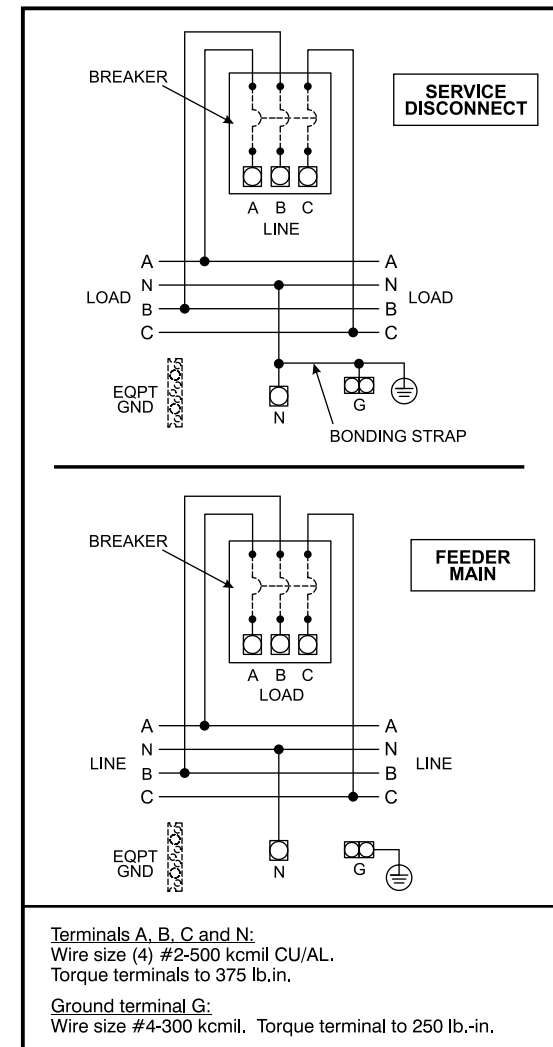 BREAKER
SERVICE
DISCONNECT
A B C
LINE
A A
N N
LOAD LOAD
B B
C C
EQPT
GND
N
G
BONDING STRAP
BREAKER
FEEDER
MAIN
A B C
LOAD
A A
N N
LINE LINE
B B
C C
EQPT
GND
N
G
Terminals A, B, C and N:
Wire size (4) #2-500 kcmil CU/AL.
Torque terminals to 375 lb.in.
Ground terminal G:
Wire size #4-300 kcmil. Torque terminal to 250 lb.-in.